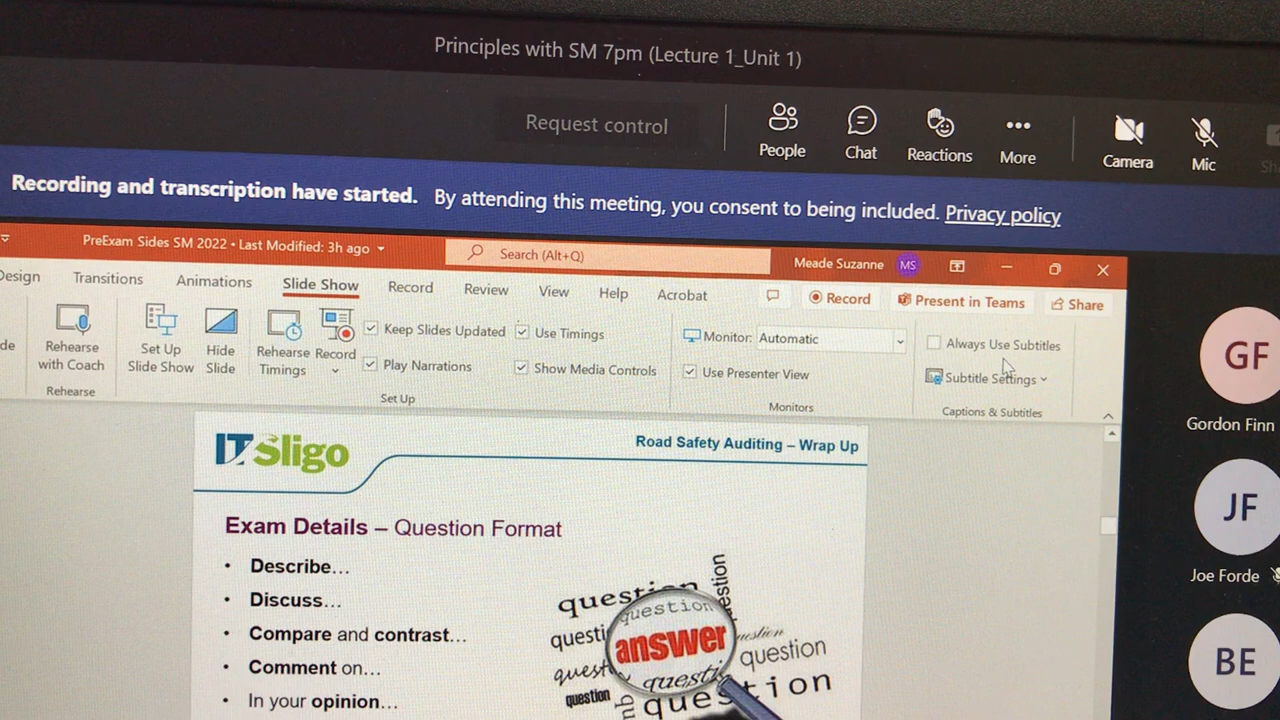 Principles with SM 7pm (Lecture 1_Unit 1)
Request control
People
Chat
Reactions
More
Camera
Mic
Recording and transcription have started. By attending this meeting, you consent to being included. Privacy policy
PreExam Sides SM 2022 • Last Modified: 3h ago
Search (Alt+Q)
Meade Suzanne MS
Design Transitions Animations Slide Show Record Review View Help Acrobat
Record
Present in Teams
Share
Rehearse
with Coach
Rehearse
Set Up
Slide Show
Hide
Slide
Rehearse
Timings
Record
Keep Slides Updated
Play Narrations
Use Timings
Show Media Controls
Set Up
Monitor: Automatic
Use Presenter View
Monitors
Always Use Subtitles
Subtitle Settings
Captions & Subtitles
GF
Gordon Finn
JF
Joe Forde
BE
IT Sligo
Road Safety Auditing – Wrap Up
Exam Details – Question Format
• Describe…
• Discuss…
• Compare and contrast…
• Comment on…
• In your opinion…
question
question
answer
question
question
question